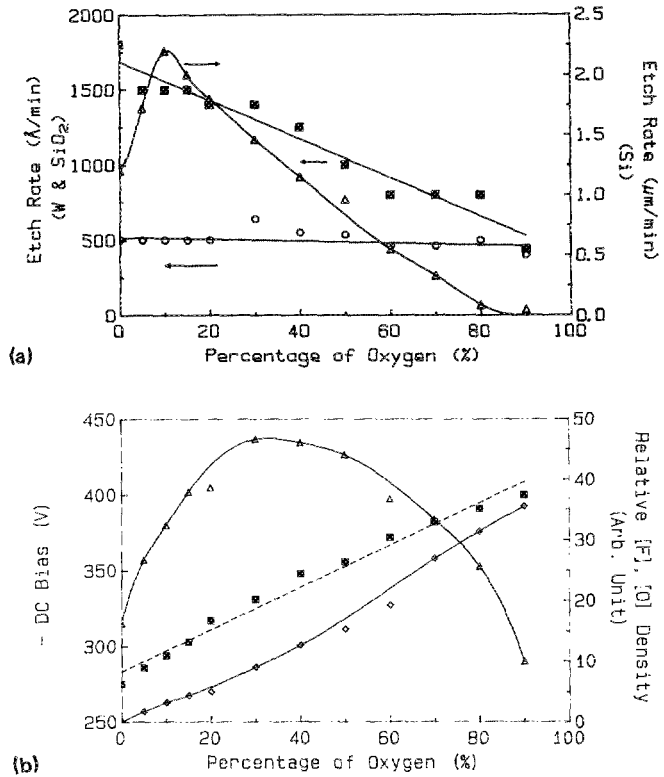 2000
1500
1000
500
0
Etch Rate (Å/min)
(W & SiO₂)
2.5
2.0
1.5
1.0
0.5
0.0
Etch Rate (µm/min)
(Si)
0 20 40 60 80 100
Percentage of Oxygen (%)
(a)
450
400
350
300
250
- DC Bias (V)
50
40
30
20
10
0
Relative [F], [O] Density
(Arb. Unit)
0 20 40 60 80 100
Percentage of Oxygen (%)
(b)